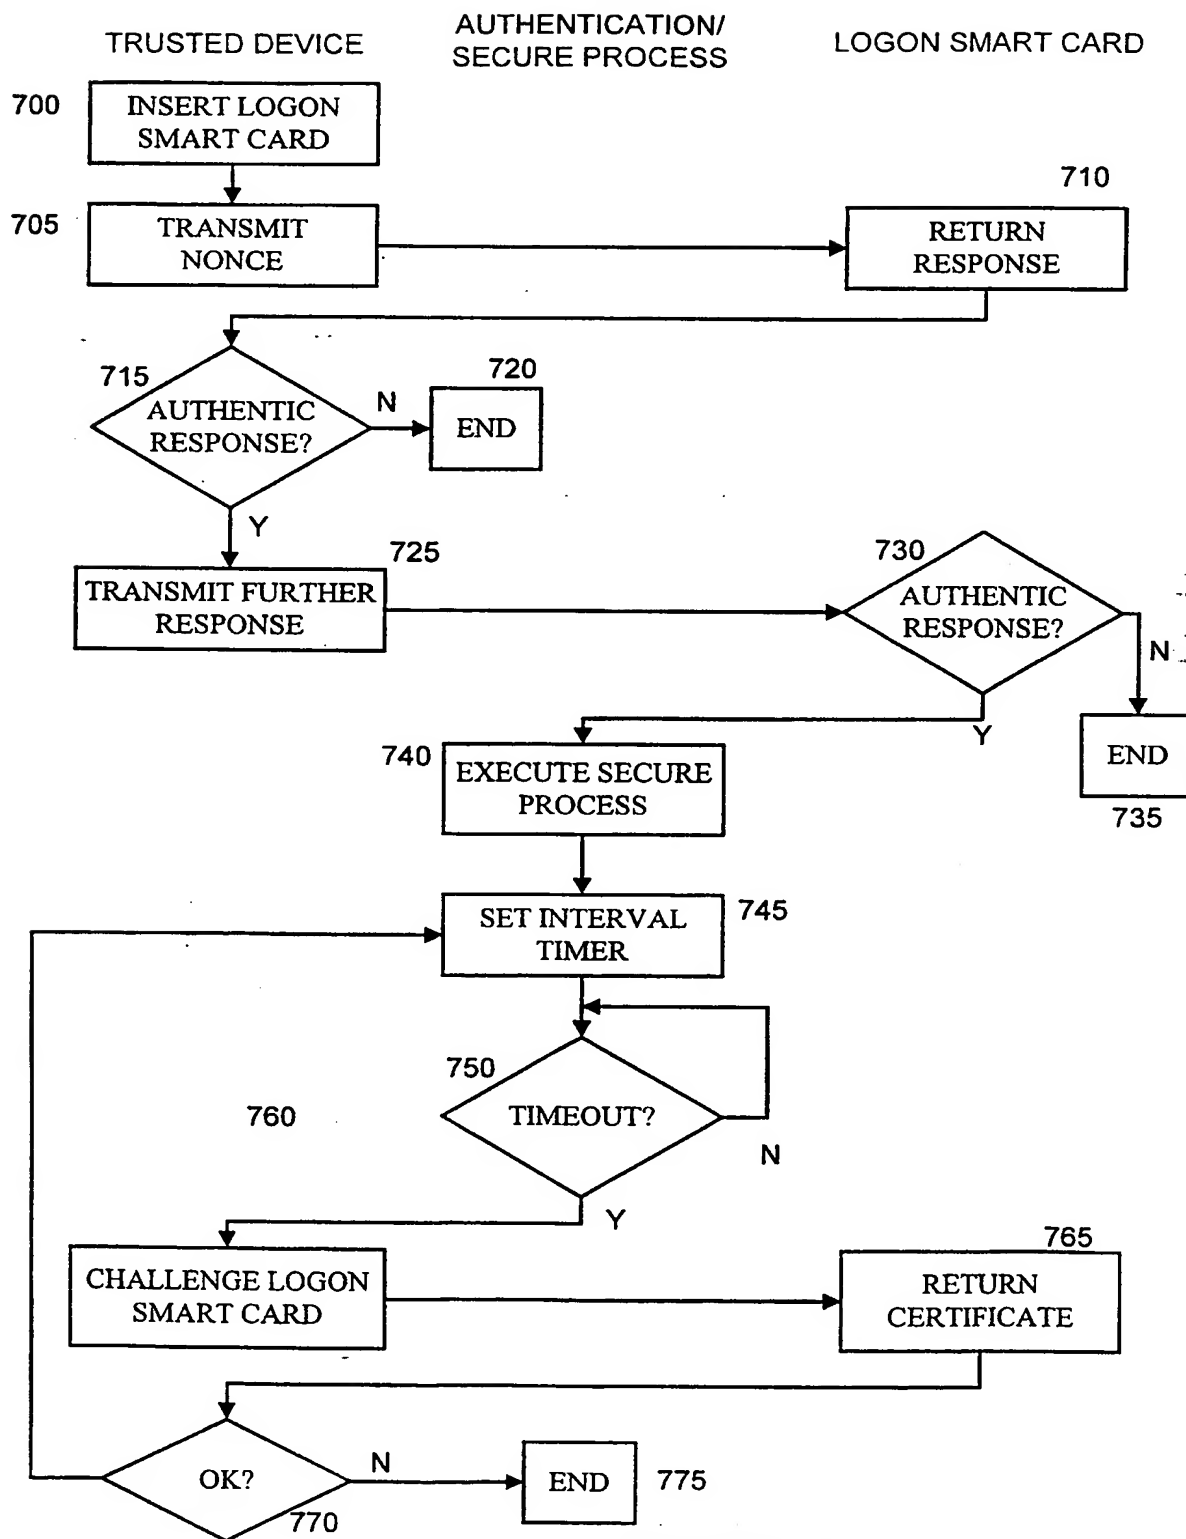 TRUSTED DEVICE
AUTHENTICATION/
SECURE PROCESS
LOGON SMART CARD
700
INSERT LOGON
SMART CARD
705
TRANSMIT
NONCE
710
RETURN
RESPONSE
715
AUTHENTIC
RESPONSE?
N
720
END
Y
725
TRANSMIT FURTHER
RESPONSE
730
AUTHENTIC
RESPONSE?
N
Y
END
735
740
EXECUTE SECURE
PROCESS
745
SET INTERVAL
TIMER
750
TIMEOUT?
N
Y
760
CHALLENGE LOGON
SMART CARD
765
RETURN
CERTIFICATE
OK?
770
N
END
775